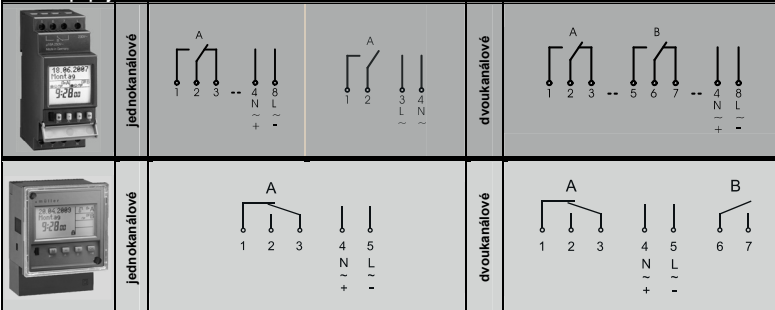 18.06.2007
Montag
9:28
jednokanálové
A
1 2 3 -- 4 8
N L
~ ~
+ -
A
1 2 3 4
L N
~ ~
dvoukanálové
A B
1 2 3 -- 5 6 7 -- 4 8
N L
~ ~
+ -
20.04.2009
Montag
9:28
jednokanálové
A
1 2 3 4 5
N L
~ ~
+ -
dvoukanálové
A B
1 2 3 4 5 6 7
N L
~ ~
+ -